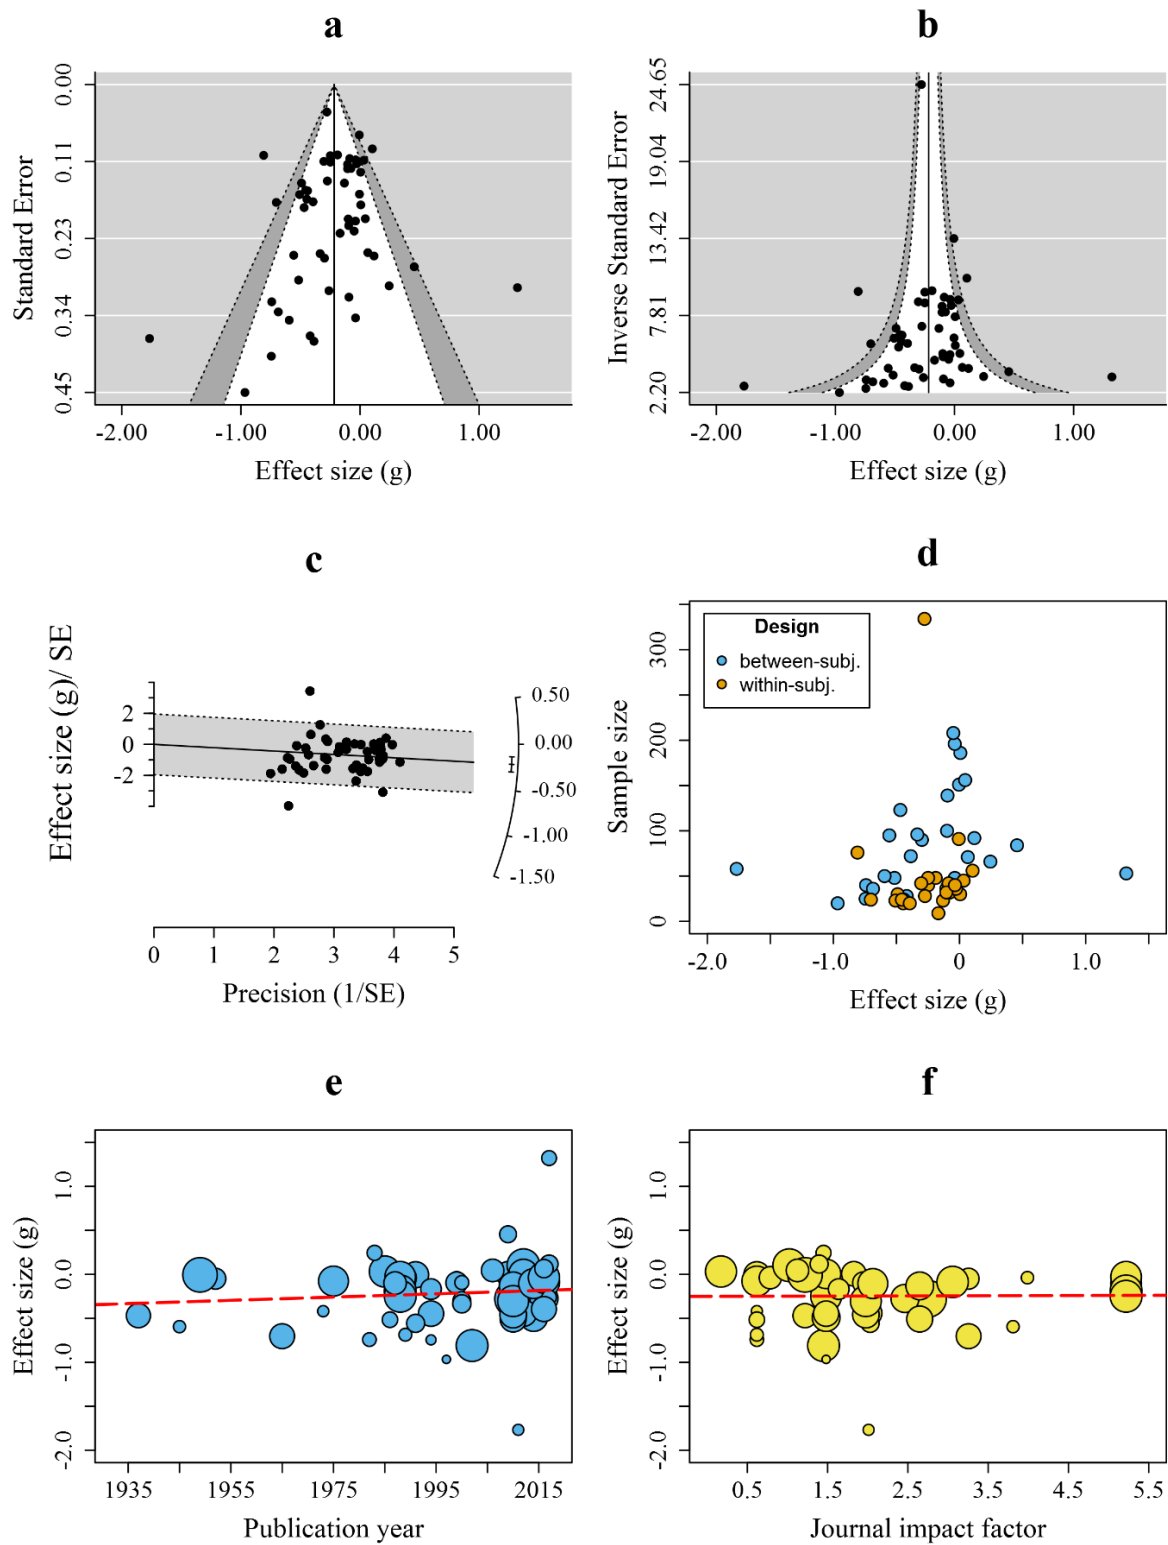 a
Standard Error
0.00
0.11
0.23
0.34
0.45
-2.00 -1.00 0.00 1.00
Effect size (g)
b
Inverse Standard Error
24.65
19.04
13.42
7.81
2.20
-2.00 -1.00 0.00 1.00
Effect size (g)
c
Effect size (g)/ SE
2
0
-2
0.50
0.00
-0.50
-1.00
-1.50
0 1 2 3 4 5
Precision (1/SE)
d
Sample size
300
200
100
0
Design
between-subj.
within-subj.
-2.0 -1.0 0 1.0
Effect size (g)
e
Effect size (g)
1.0
0.0
-1.0
-2.0
1935 1955 1975 1995 2015
Publication year
f
Effect size (g)
1.0
0.0
-1.0
-2.0
0.5 1.5 2.5 3.5 4.5 5.5
Journal impact factor